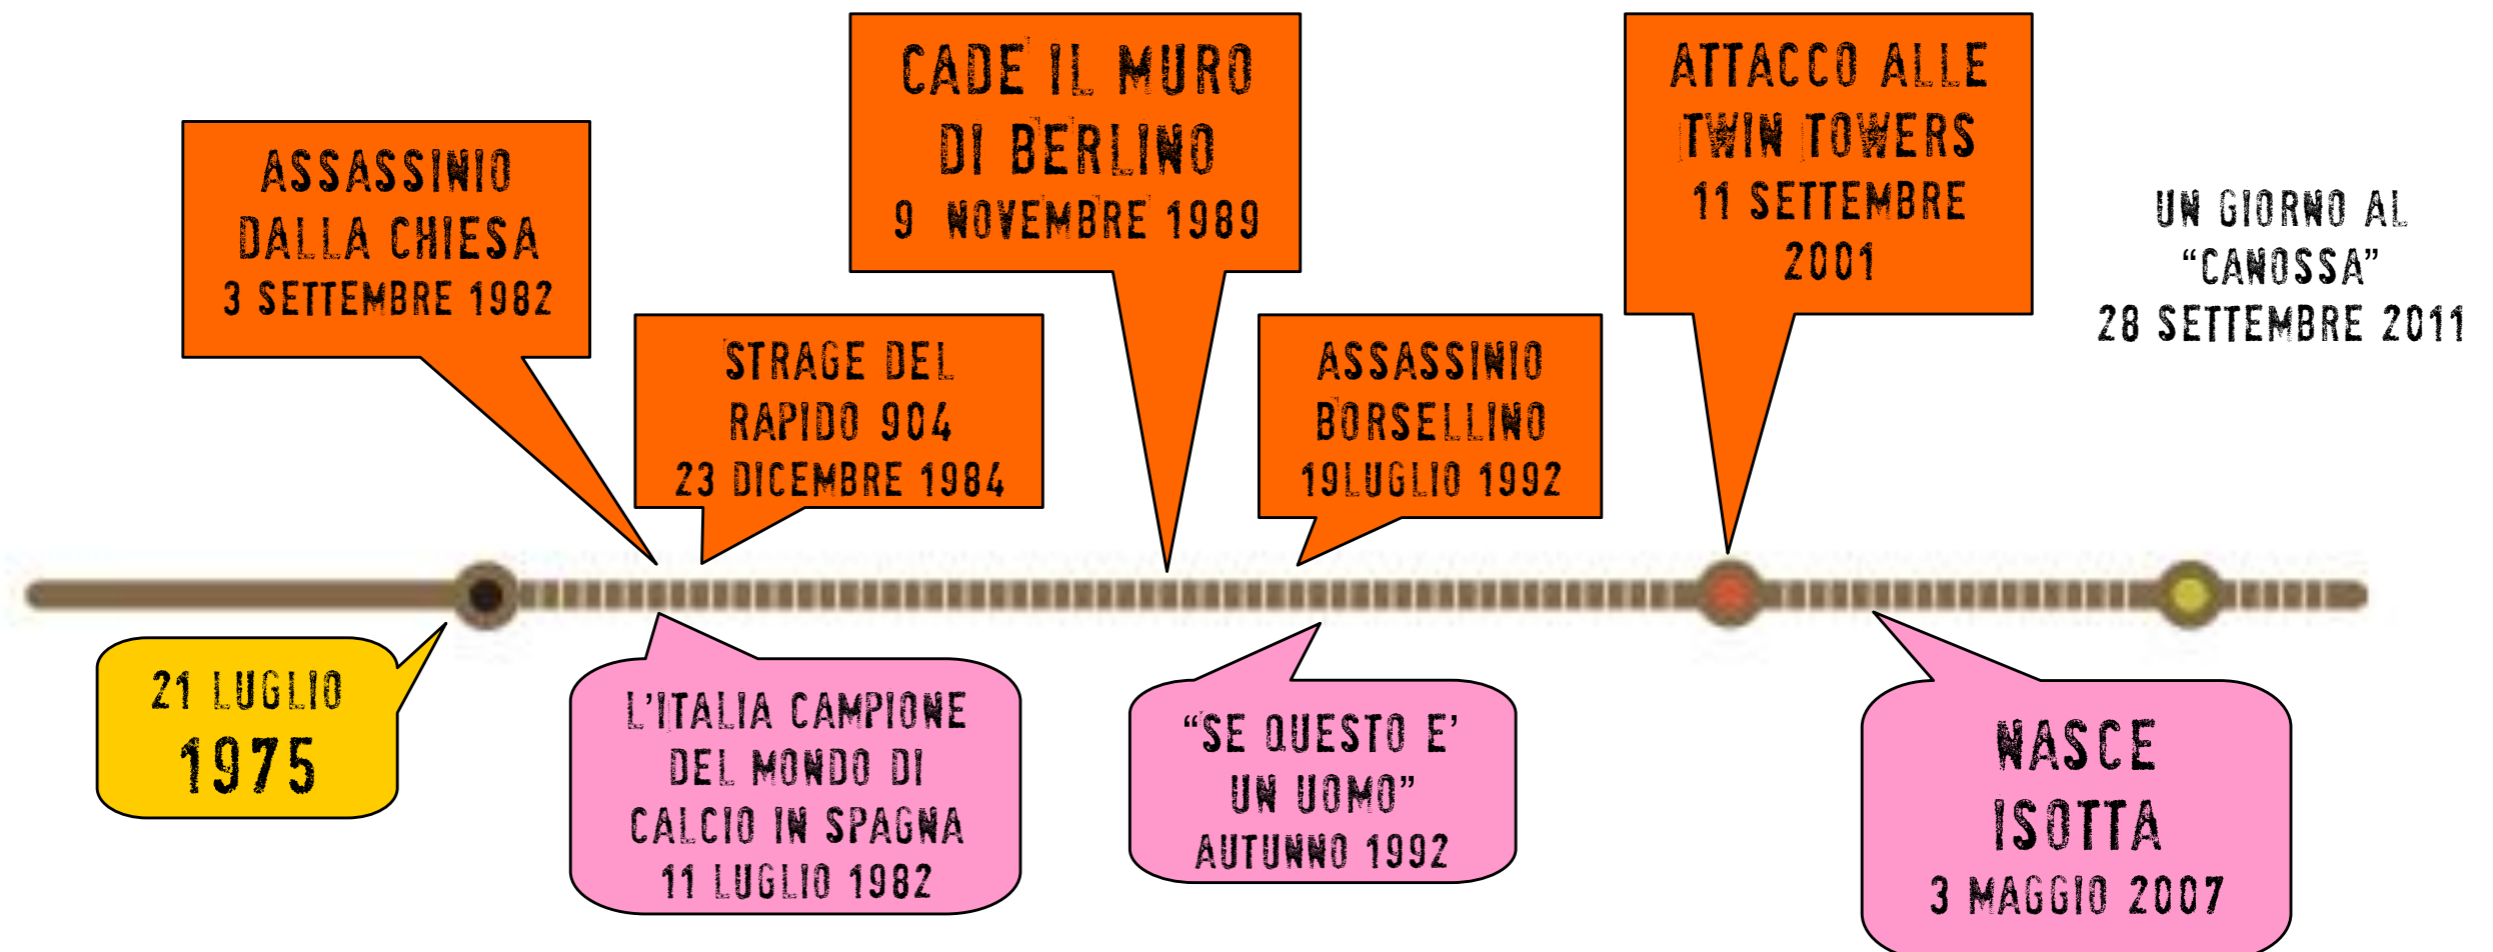 ASSASSINIO
DALLA CHIESA
3 SETTEMBRE 1982
STRAGE DEL
RAPIDO 904
23 DICEMBRE 1984
CADE IL MURO
DI BERLINO
9 NOVEMBRE 1989
ASSASSINIO
BORSELLINO
19LUGLIO 1992
ATTACCO ALLE
TWIN TOWERS
11 SETTEMBRE
2001
UN GIORNO AL
“CANOSSA”
28 SETTEMBRE 2011
21 LUGLIO
1975
L’ITALIA CAMPIONE
DEL MONDO DI
CALCIO IN SPAGNA
11 LUGLIO 1982
“SE QUESTO E’
UN UOMO”
AUTUNNO 1992
NASCE
ISOTTA
3 MAGGIO 2007